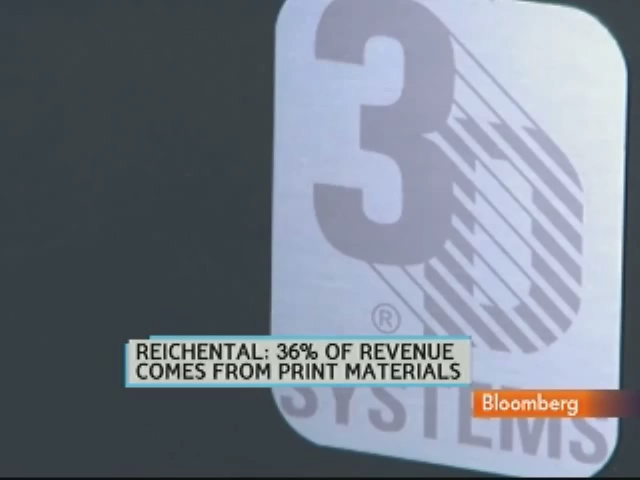 3D
®
REICHENTAL: 36% OF REVENUE
COMES FROM PRINT MATERIALS
Bloomberg
SYSTEMS